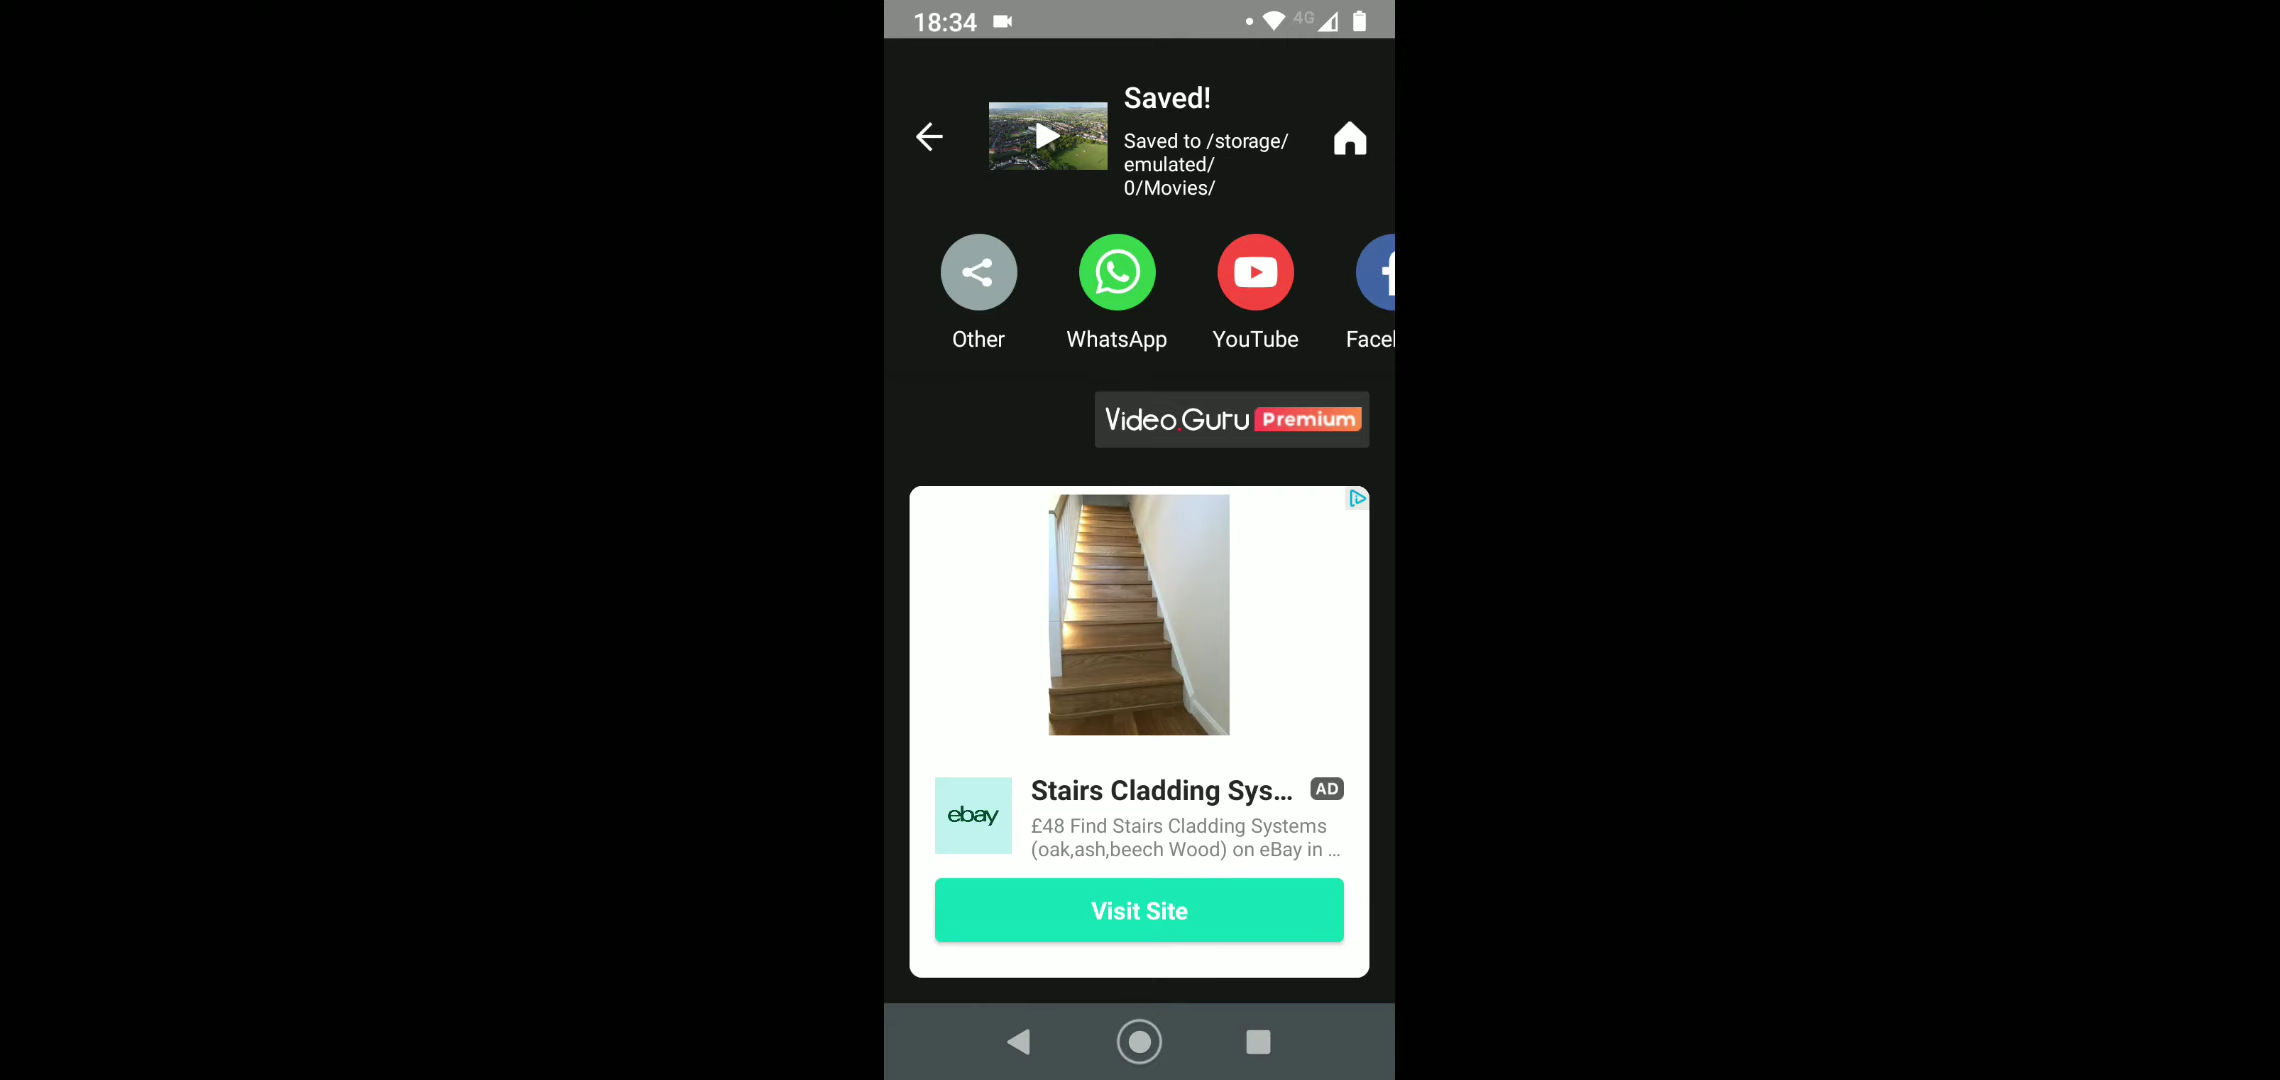 18:34
4G
Saved!
Saved to /storage/
emulated/
0/Movies/
Other
WhatsApp
YouTube
Facel
Video.Guru Premium
Stairs Cladding Sys...
AD
ebay
£48 Find Stairs Cladding Systems
(oak,ash,beech Wood) on eBay in ...
Visit Site